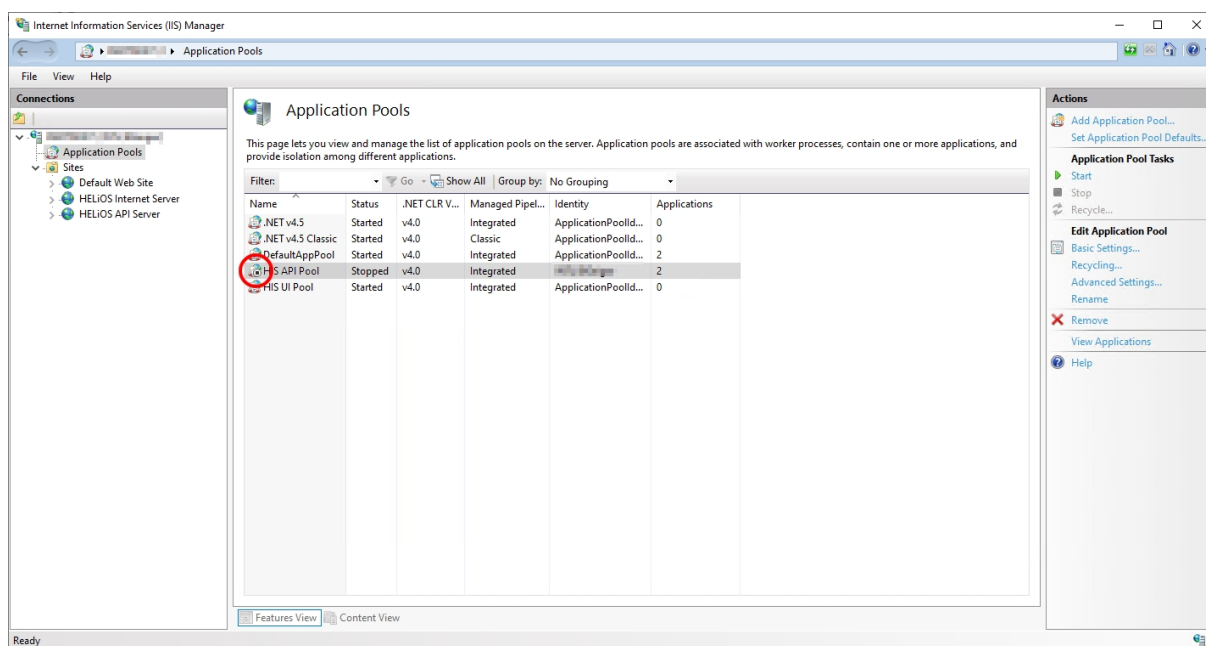 Internet Information Services (IIS) Manager
Application Pools
File View Help
Connections
Application Pools
Sites
Default Web Site
HELiOS Internet Server
HELiOS API Server
Application Pools
This page lets you view and manage the list of application pools on the server. Application pools are associated with worker processes, contain one or more applications, and
provide isolation among different applications.
Filter: Go Show All Group by: No Grouping
Name Status .NET CLR V... Managed Pipel... Identity Applications
.NET v4.5 Started v4.0 Integrated ApplicationPoolId... 0
.NET v4.5 Classic Started v4.0 Classic ApplicationPoolId... 0
DefaultAppPool Started v4.0 Integrated ApplicationPoolId... 2
HIS API Pool Stopped v4.0 Integrated 2
HIS UI Pool Started v4.0 Integrated ApplicationPoolId... 0
Features View Content View
Actions
Add Application Pool...
Set Application Pool Defaults...
Application Pool Tasks
Start
Stop
Recycle...
Edit Application Pool
Basic Settings...
Recycling...
Advanced Settings...
Rename
Remove
View Applications
Help
Ready